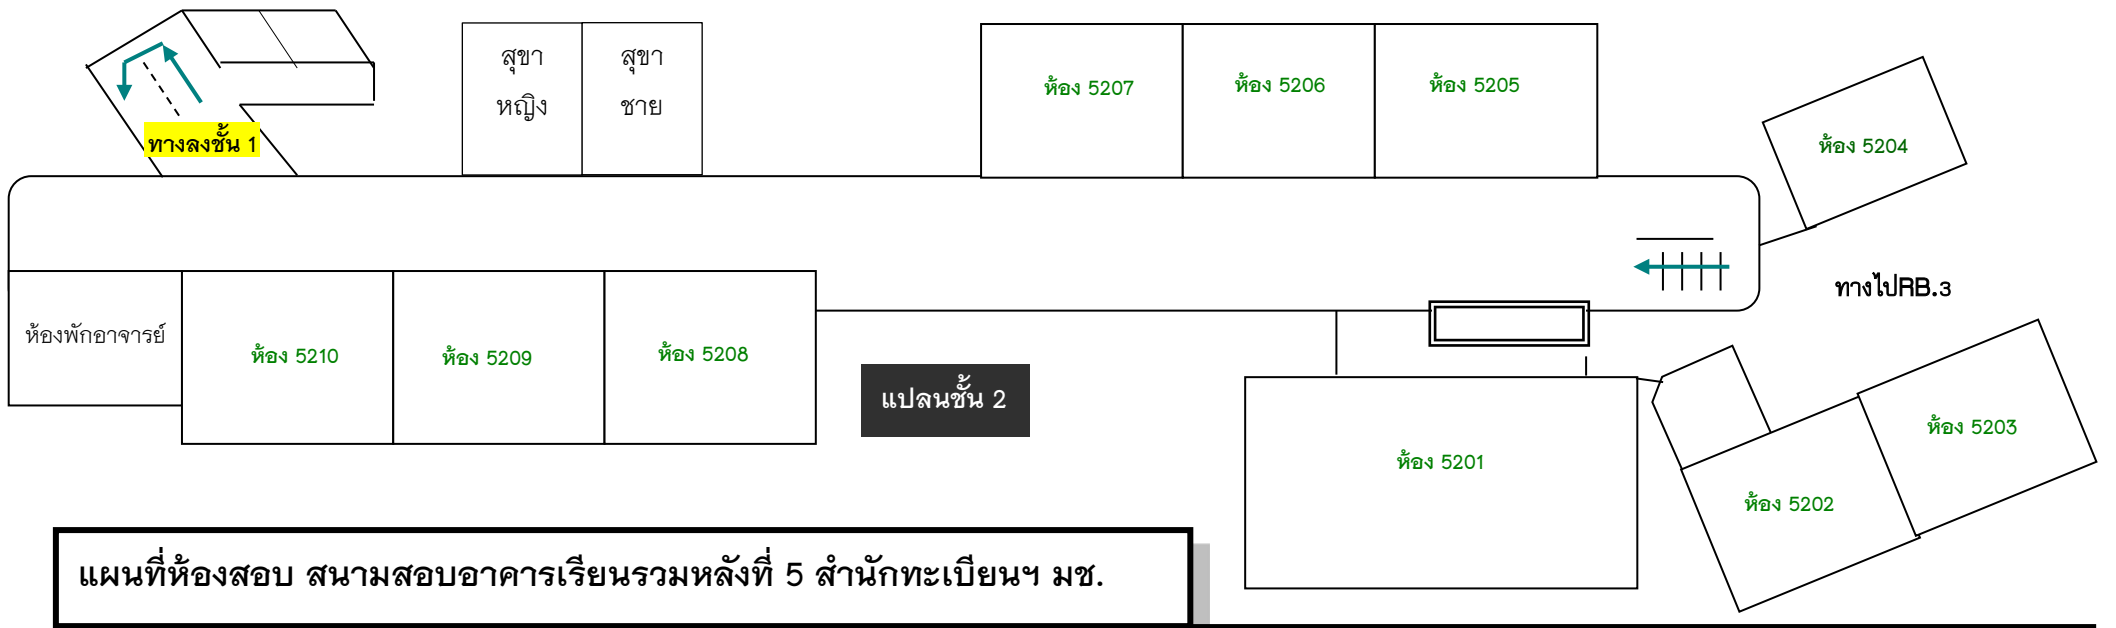 สุขา
หญิง
สุขา
ชาย
ห้อง 5207
ห้อง 5206
ห้อง 5205
ห้อง 5204
ทางลงชั้น 1
ทางไปRB.3
ห้องพักอาจารย์
ห้อง 5210
ห้อง 5209
ห้อง 5208
แปลนชั้น 2
ห้อง 5201
ห้อง 5202
ห้อง 5203
แผนที่ห้องสอบ สนามสอบอาคารเรียนรวมหลังที่ 5 สำนักทะเบียนฯ มช.